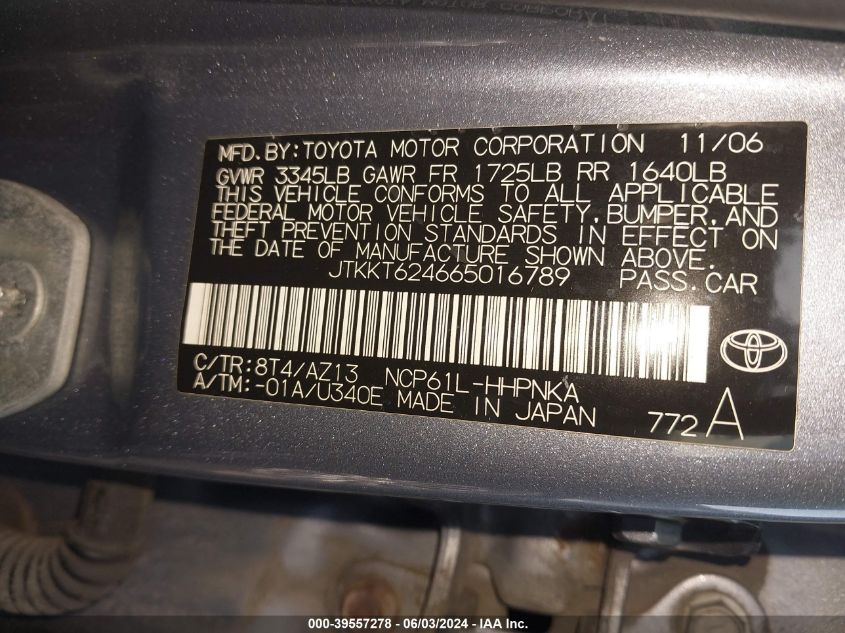 MFD.BY:TOYOTA MOTOR CORPORATION 11/06
GVWR 3345LB GAWR FR 1725LB RR 1640LB
THIS VEHICLE CONFORMS TO ALL APPLICABLE
FEDERAL MOTOR VEHICLE SAFETY,BUMPER,AND
THEFT PREVENTION STANDARDS IN EFFECT ON
THE DATE OF MANUFACTURE SHOWN ABOVE.
JTKKT624665016789 PASS.CAR
C/TR:8T4/AZ13 NCP61L-HHPNKA
A/TM:-01A/U340E MADE IN JAPAN
772A
000-39557278 - 06/03/2024 - IAA Inc.